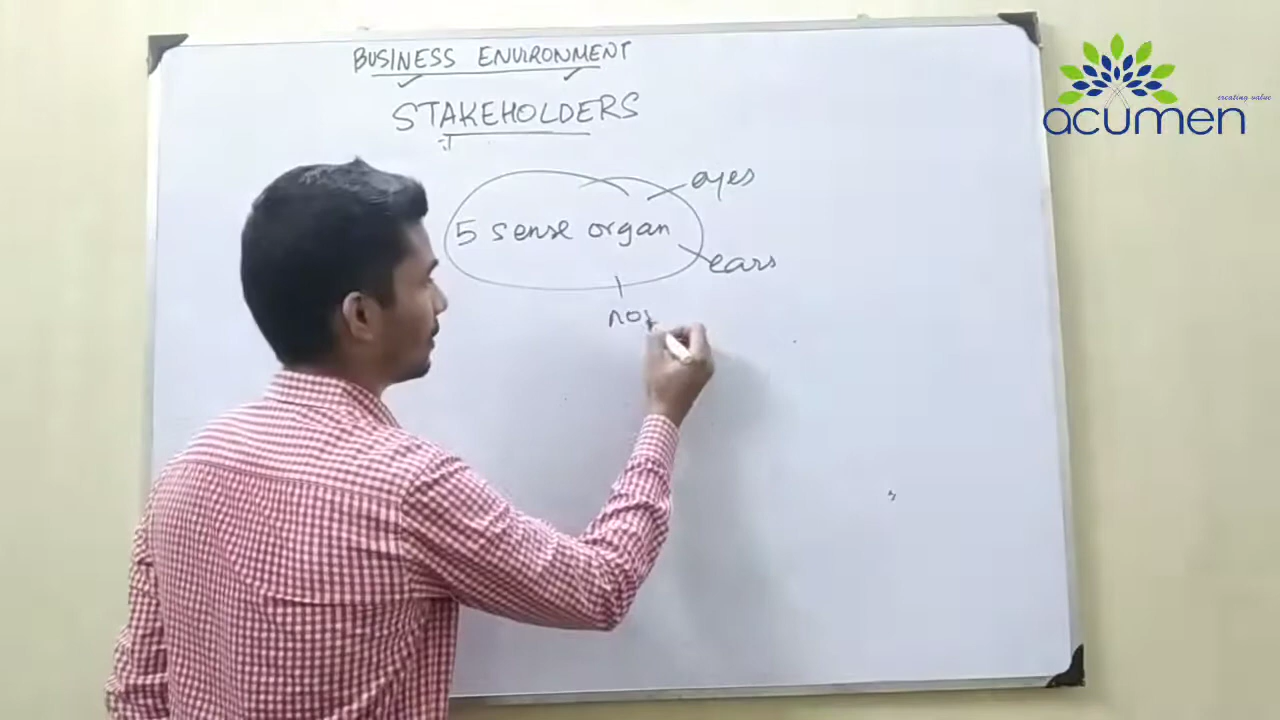 BUSINESS ENVIRONMENT
STAKEHOLDERS
creating value
acumen
eyes
5 sense organ
ears
nos